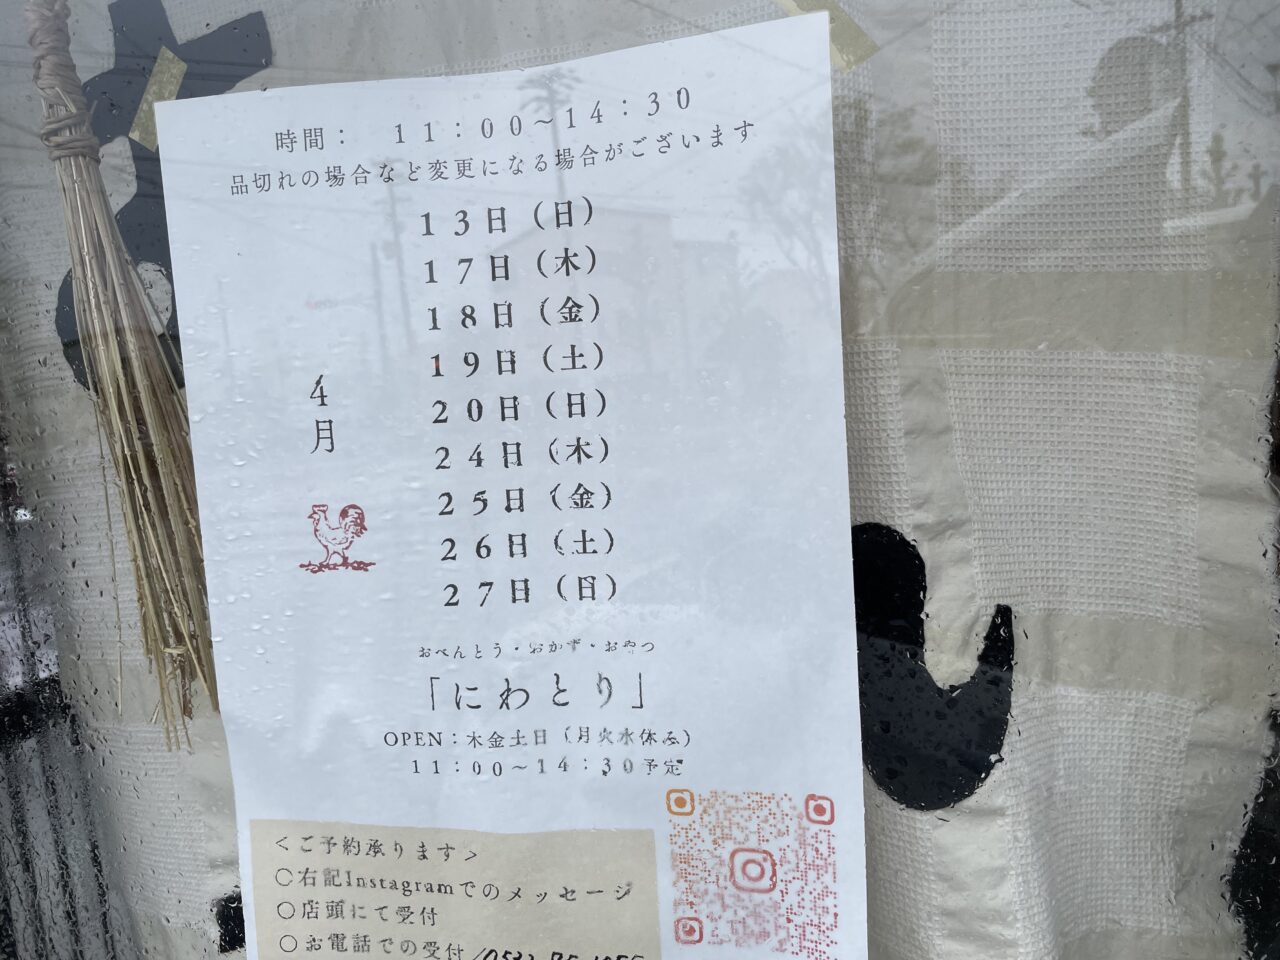 時間： 11：00〜14：30
品切れの場合など変更になる場合がございます
13日（日）
17日（木）
18日（金）
19日（土）
20日（日）
24日（木）
25日（金）
26日（土）
27日（日）
4月
おべんとう・おかず・おやつ
「にわとり」
OPEN：木金土日（月火水休み）
11：00〜14：30予定
＜ご予約承ります＞
○右記Instagramでのメッセージ
○店頭にて受付
○お電話での受付